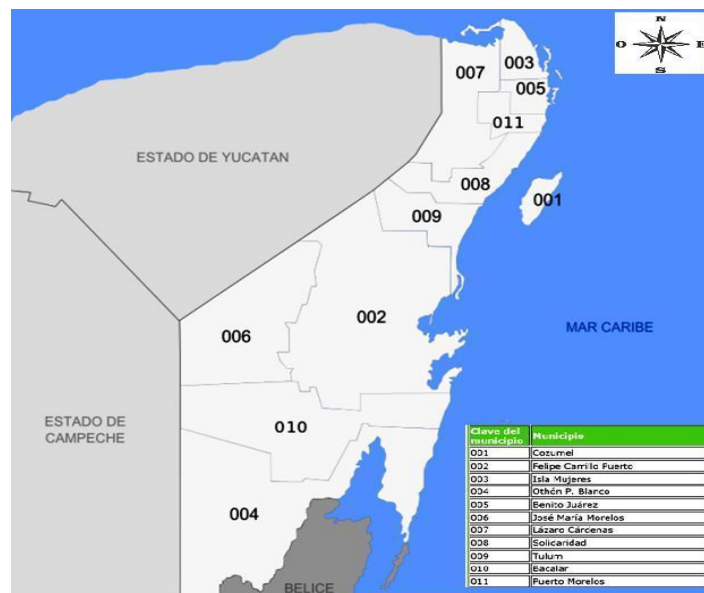 N
O E
S
003
007
005
011
ESTADO DE YUCATAN
008
001
009
002
MAR CARIBE
006
ESTADO DE
CAMPECHE
010
004
BELICE
Clave del municipio Municipio
001 Cozumel
002 Felipe Carrillo Puerto
003 Isla Mujeres
004 Othón P. Blanco
005 Benito Juárez
006 José María Morelos
007 Lázaro Cárdenas
008 Solicaridad
009 Tulum
010 Bacalar
011 Puerto Morelos